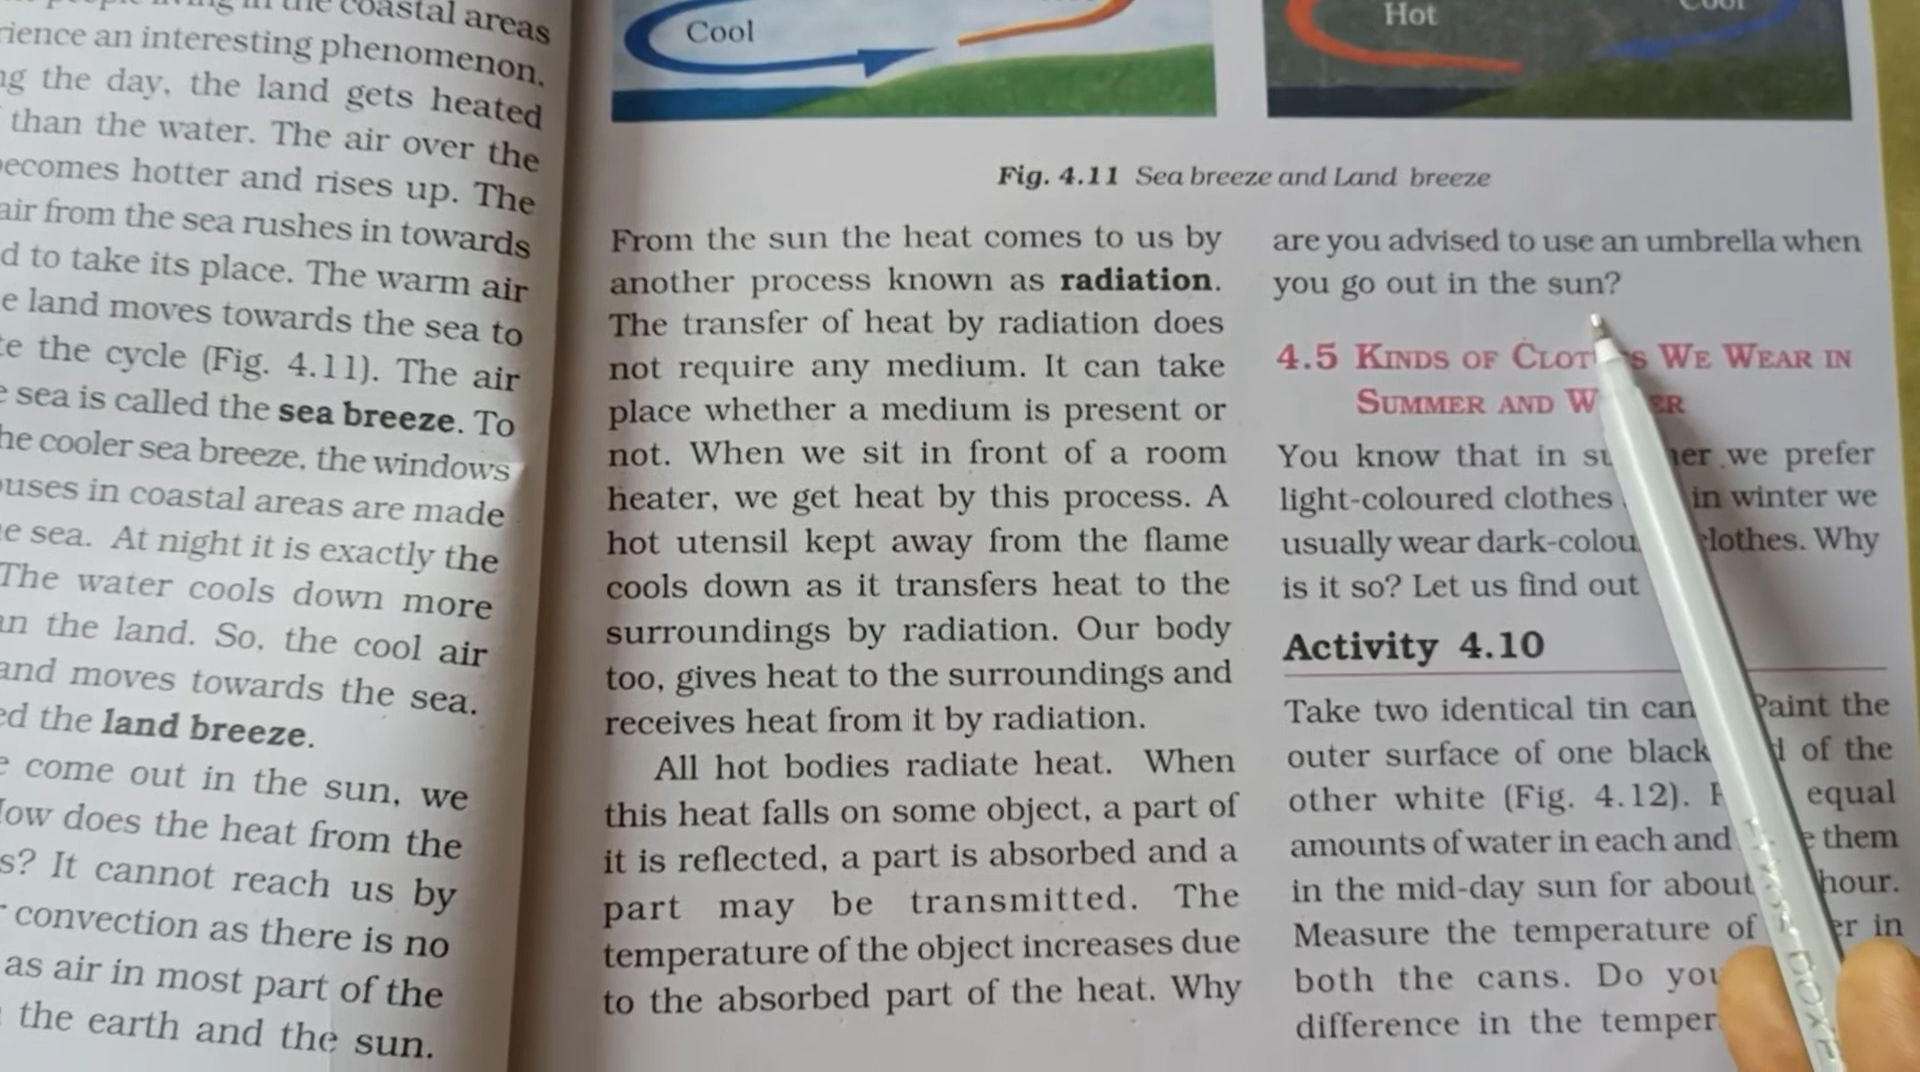 people living in the coastal areas
rience an interesting phenomenon.
ng the day, the land gets heated
than the water. The air over the
becomes hotter and rises up. The
air from the sea rushes in towards
d to take its place. The warm air
e land moves towards the sea to
te the cycle (Fig. 4.11). The air
e sea is called the sea breeze. To
he cooler sea breeze, the windows
ouses in coastal areas are made
e sea. At night it is exactly the
The water cools down more
an the land. So, the cool air
and moves towards the sea.
ed the land breeze.
e come out in the sun, we
How does the heat from the
s? It cannot reach us by
r convection as there is no
as air in most part of the
the earth and the sun.
Cool
Hot
Cool
Fig. 4.11 Sea breeze and Land breeze
From the sun the heat comes to us by
another process known as radiation.
The transfer of heat by radiation does
not require any medium. It can take
place whether a medium is present or
not. When we sit in front of a room
heater, we get heat by this process. A
hot utensil kept away from the flame
cools down as it transfers heat to the
surroundings by radiation. Our body
too, gives heat to the surroundings and
receives heat from it by radiation.
All hot bodies radiate heat. When
this heat falls on some object, a part of
it is reflected, a part is absorbed and a
part may be transmitted. The
temperature of the object increases due
to the absorbed part of the heat. Why
are you advised to use an umbrella when
you go out in the sun?
4.5 KINDS OF CLOT S WE WEAR IN
SUMMER AND W ER
You know that in su er we prefer
light-coloured clothes in winter we
usually wear dark-colou clothes. Why
is it so? Let us find out
Activity 4.10
Take two identical tin can Paint the
outer surface of one black d of the
other white (Fig. 4.12). P equal
amounts of water in each and e them
in the mid-day sun for about hour.
Measure the temperature of er in
both the cans. Do you
difference in the temper